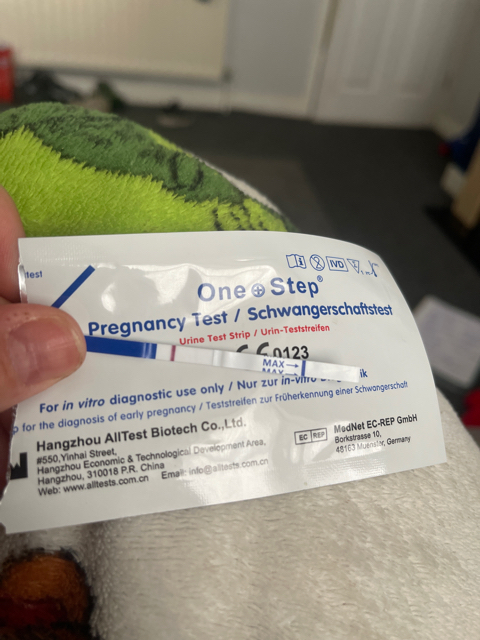 IVD
One Step®
test
Pregnancy Test / Schwangerschaftstest
Urine Test Strip / Urin-Teststreifen
0123
MAX
For in vitro diagnostic use only / Nur zur in-vitro
ik
for the diagnosis of early pregnancy / Teststreifen zur Früherkennung einer Schwangerschaft
Hangzhou AllTest Biotech Co.,Ltd.
#550,Yinhai Street,
Hangzhou Economic & Technological Development Area,
Hangzhou, 310018 P.R. China
Web: www.alltests.com.cn Email: info@alltests.com.cn
EC REP
MedNet EC-REP GmbH
Borkstrasse 10,
48163 Muenster, Germany